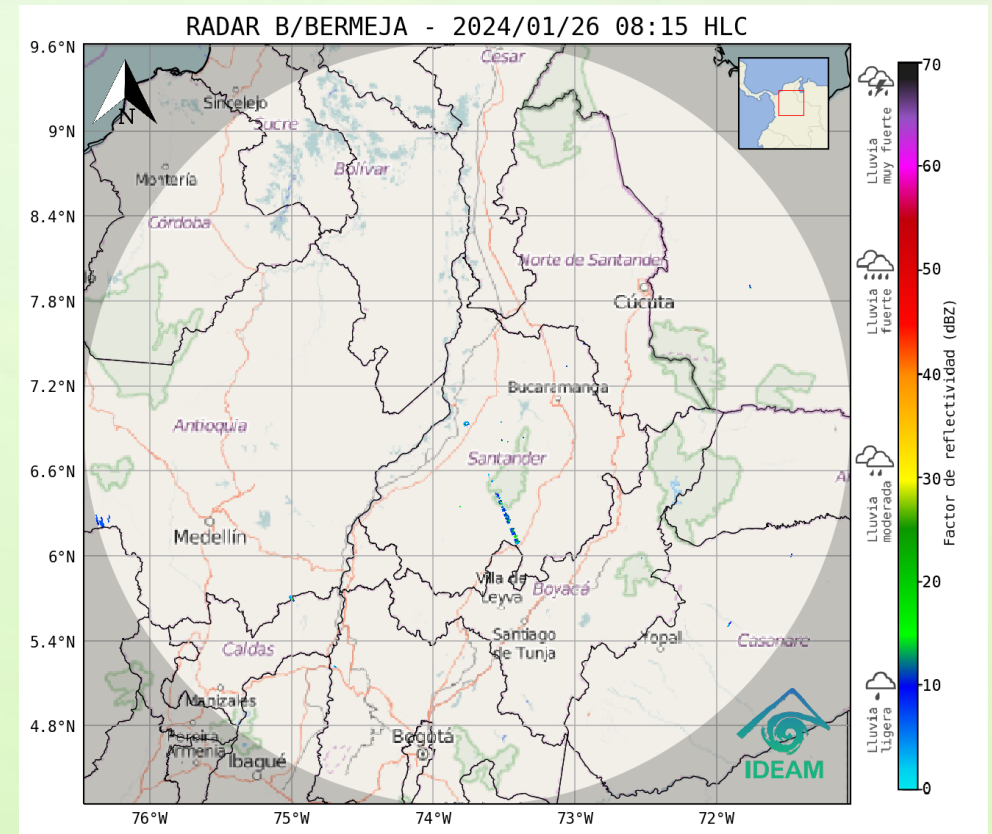 RADAR B/BERMEJA - 2024/01/26 08:15 HLC
9.6°N
9°N
8.4°N
7.8°N
7.2°N
6.6°N
6°N
5.4°N
4.8°N
76°W
75°W
74°W
73°W
72°W
N
Cesar
Sincelejo
Sucre
Bolívar
Montería
Córdoba
Norte de Santander
Cúcuta
Bucaramanga
Antioquia
Santander
Medellín
Villa de
Leyva
Boyacá
Santiago
de Tunja
Yopal
Casanare
Caldas
Manizales
Pereira
Armenia
Ibagué
Bogotá
IDEAM
Lluvia
muy fuerte
Lluvia
fuerte
Lluvia
moderada
Lluvia
ligera
70
60
50
40
30
20
10
0
Factor de reflectividad (dBZ)